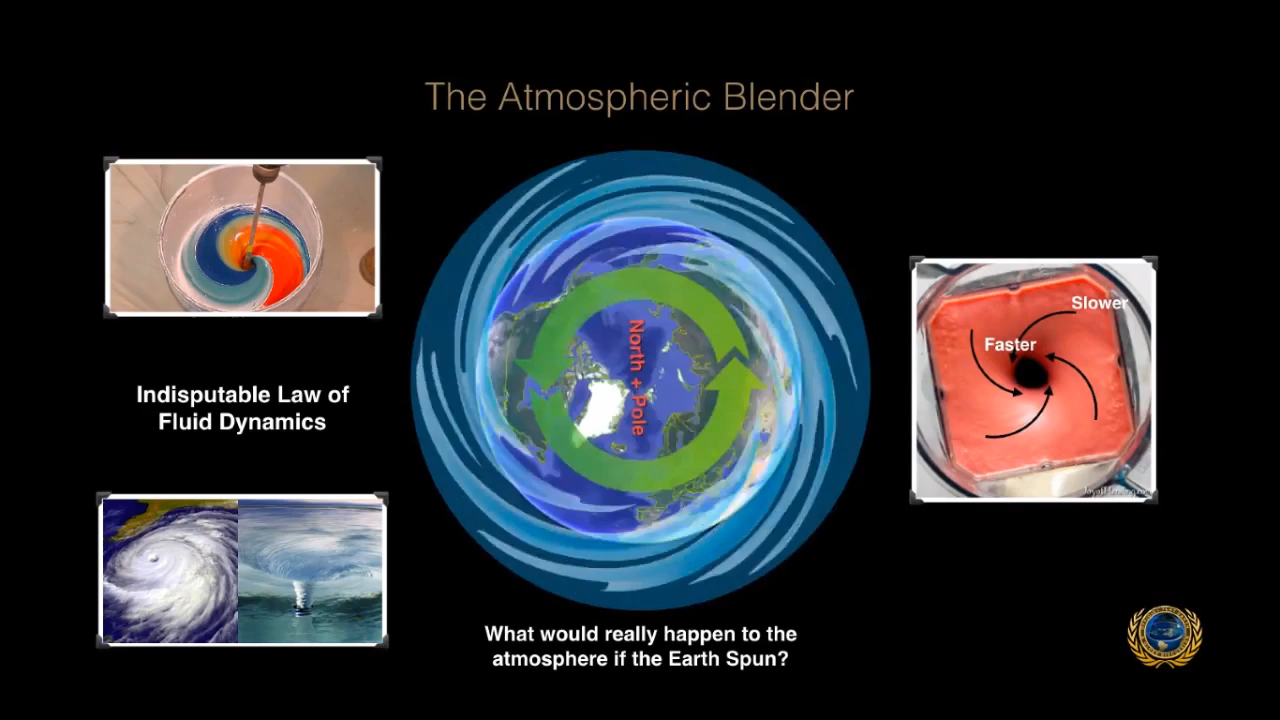 The Atmospheric Blender
Indisputable Law of
Fluid Dynamics
North + Pole
Slower
Faster
What would really happen to the
atmosphere if the Earth Spun?